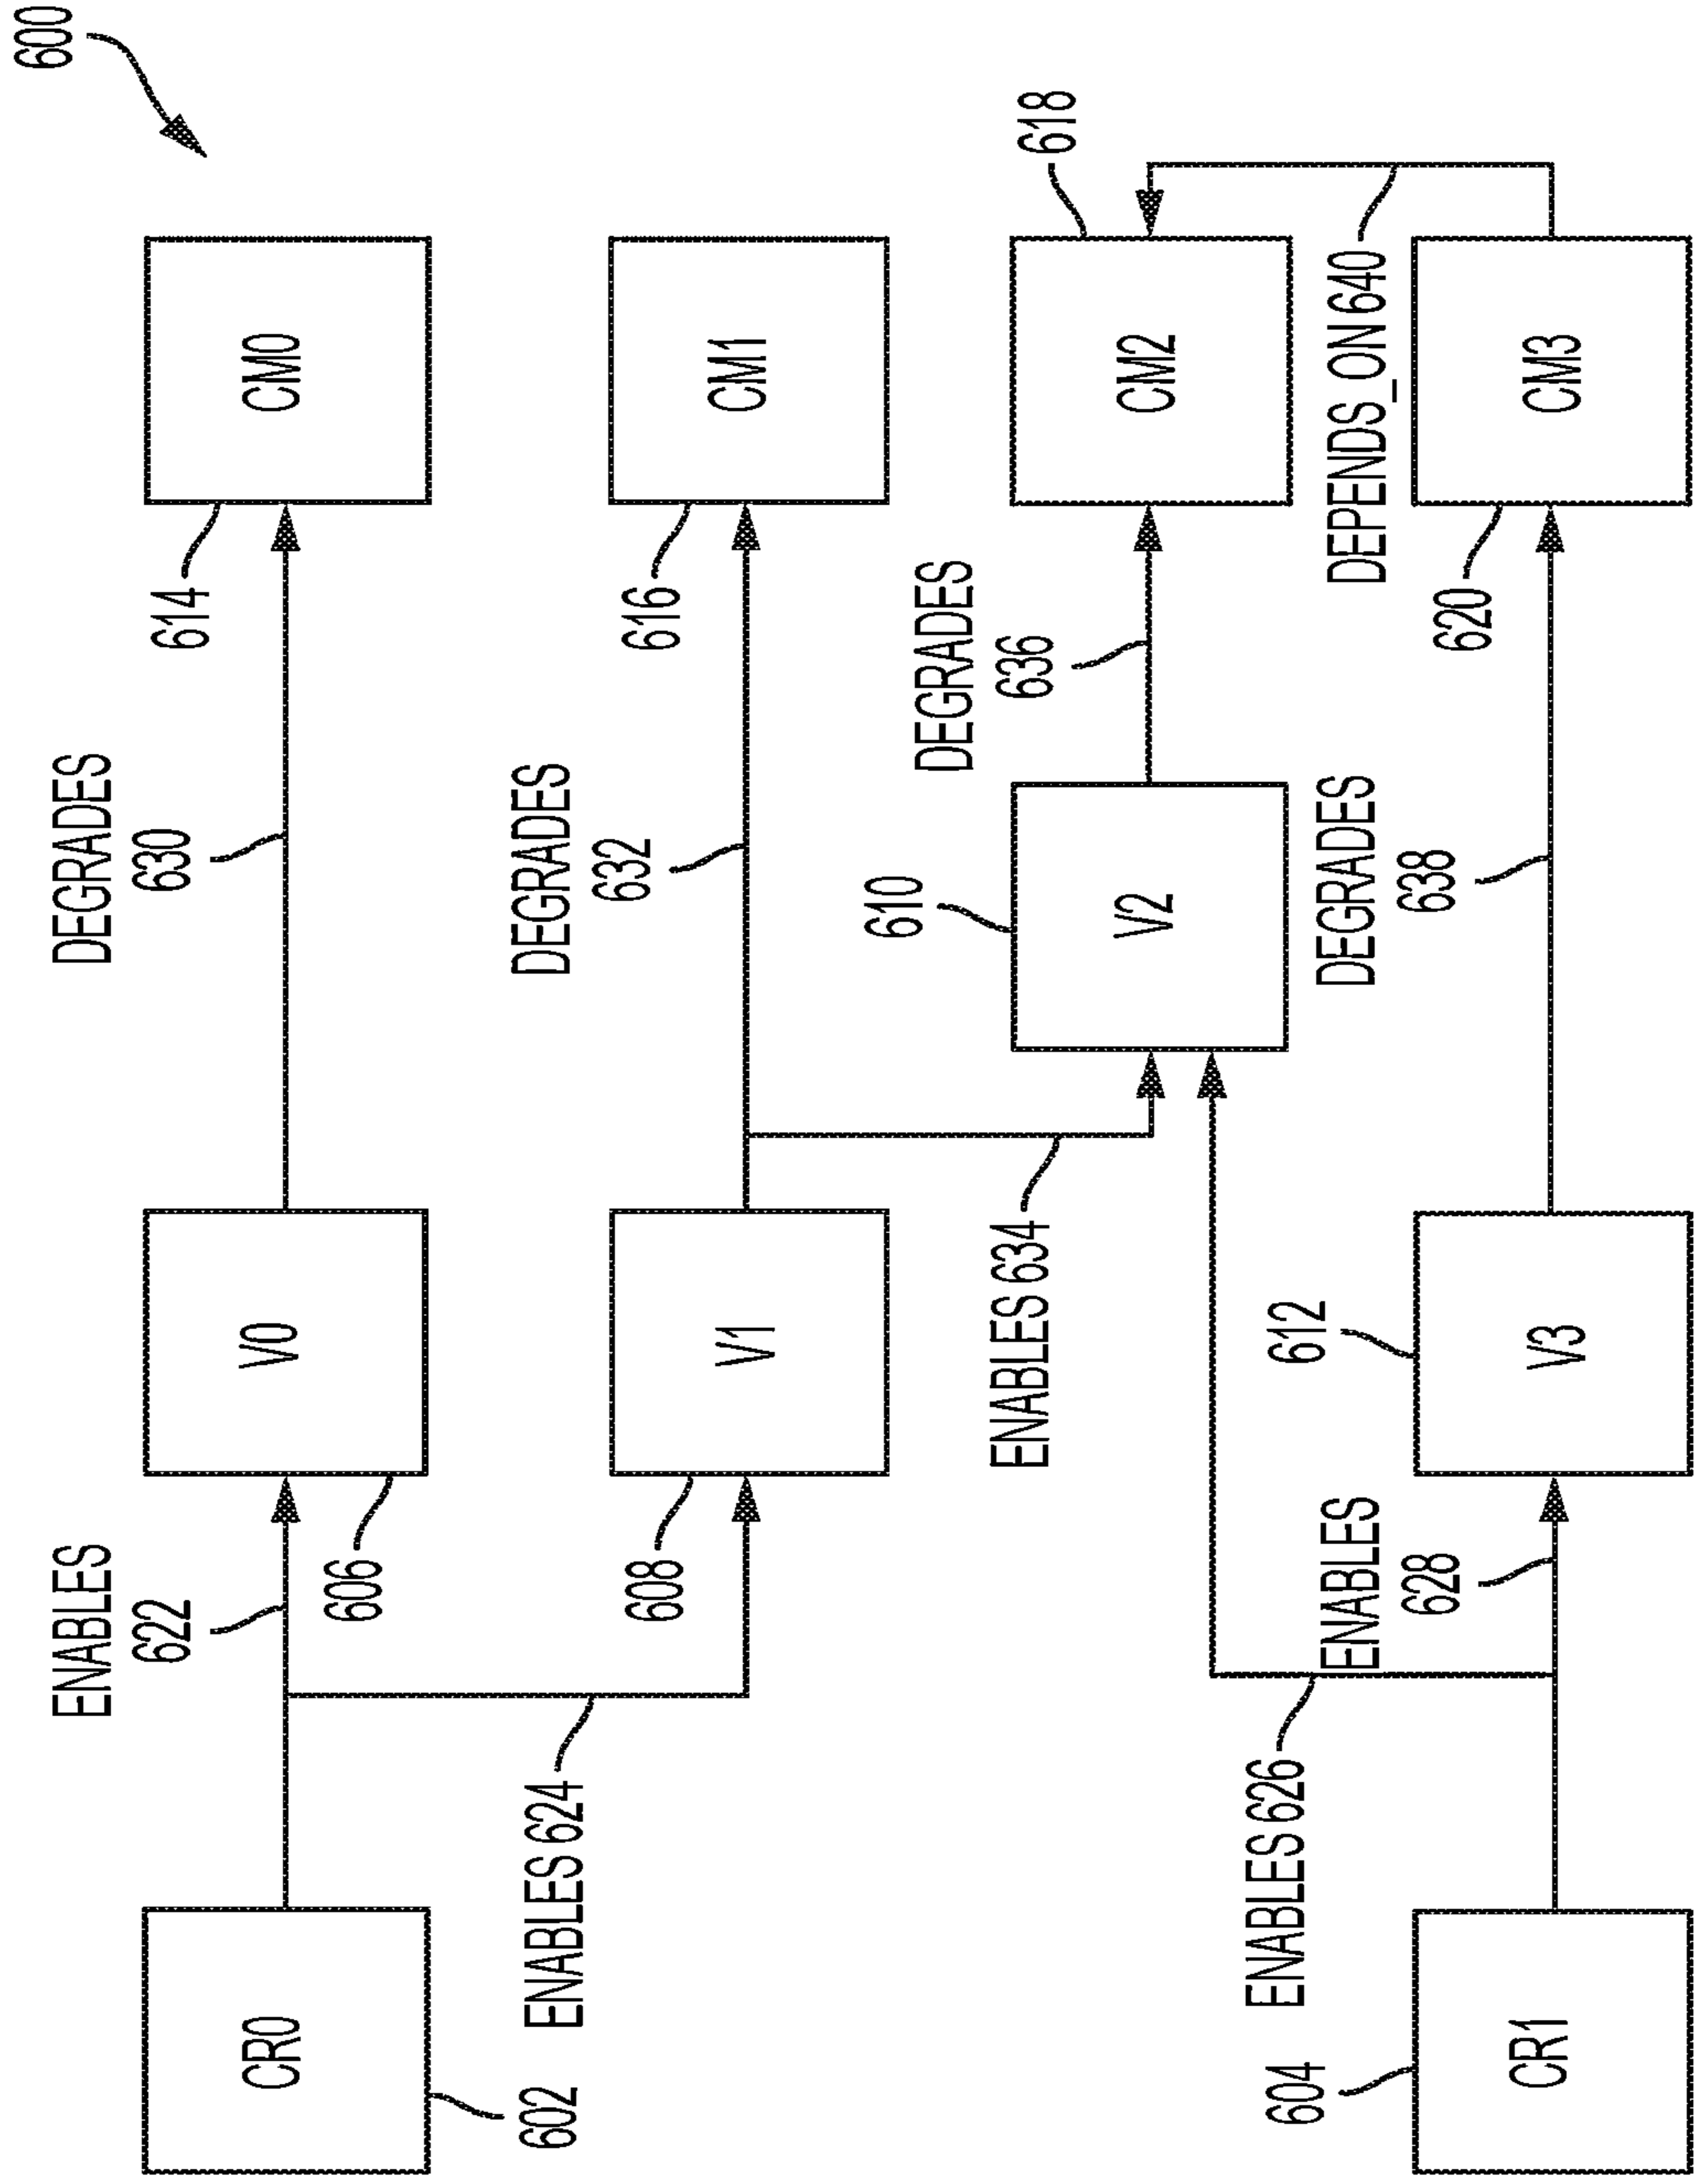 600
CR0
602
ENABLES
622
ENABLES 624
V0
606
DEGRADES
630
CM0
614
V1
608
DEGRADES
632
CM1
616
ENABLES 634
V2
610
DEGRADES
636
CM2
618
ENABLES 626
CR1
604
ENABLES
628
V3
612
DEGRADES
638
CM3
620
DEPENDS_ON 640